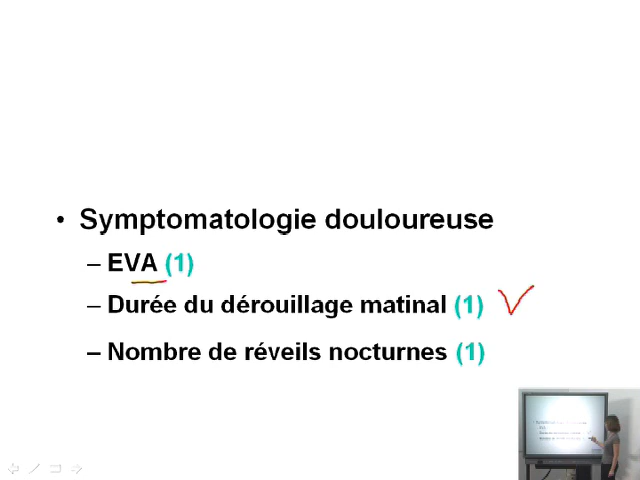 • Symptomatologie douloureuse
– EVA (1)
– Durée du dérouillage matinal (1)
– Nombre de réveils nocturnes (1)